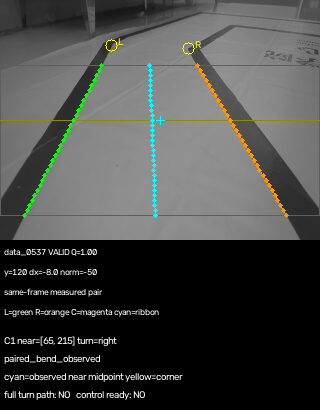 L
R
data_0537 VALID Q=1.00
y=120 dx=-8.0 norm=-50
same-frame measured pair
L=green R=orange C=magenta cyan=ribbon
C1 near=[65, 215] turn=right
paired_bend_observed
cyan=observed near midpoint yellow=corner
full turn path: NO control ready: NO